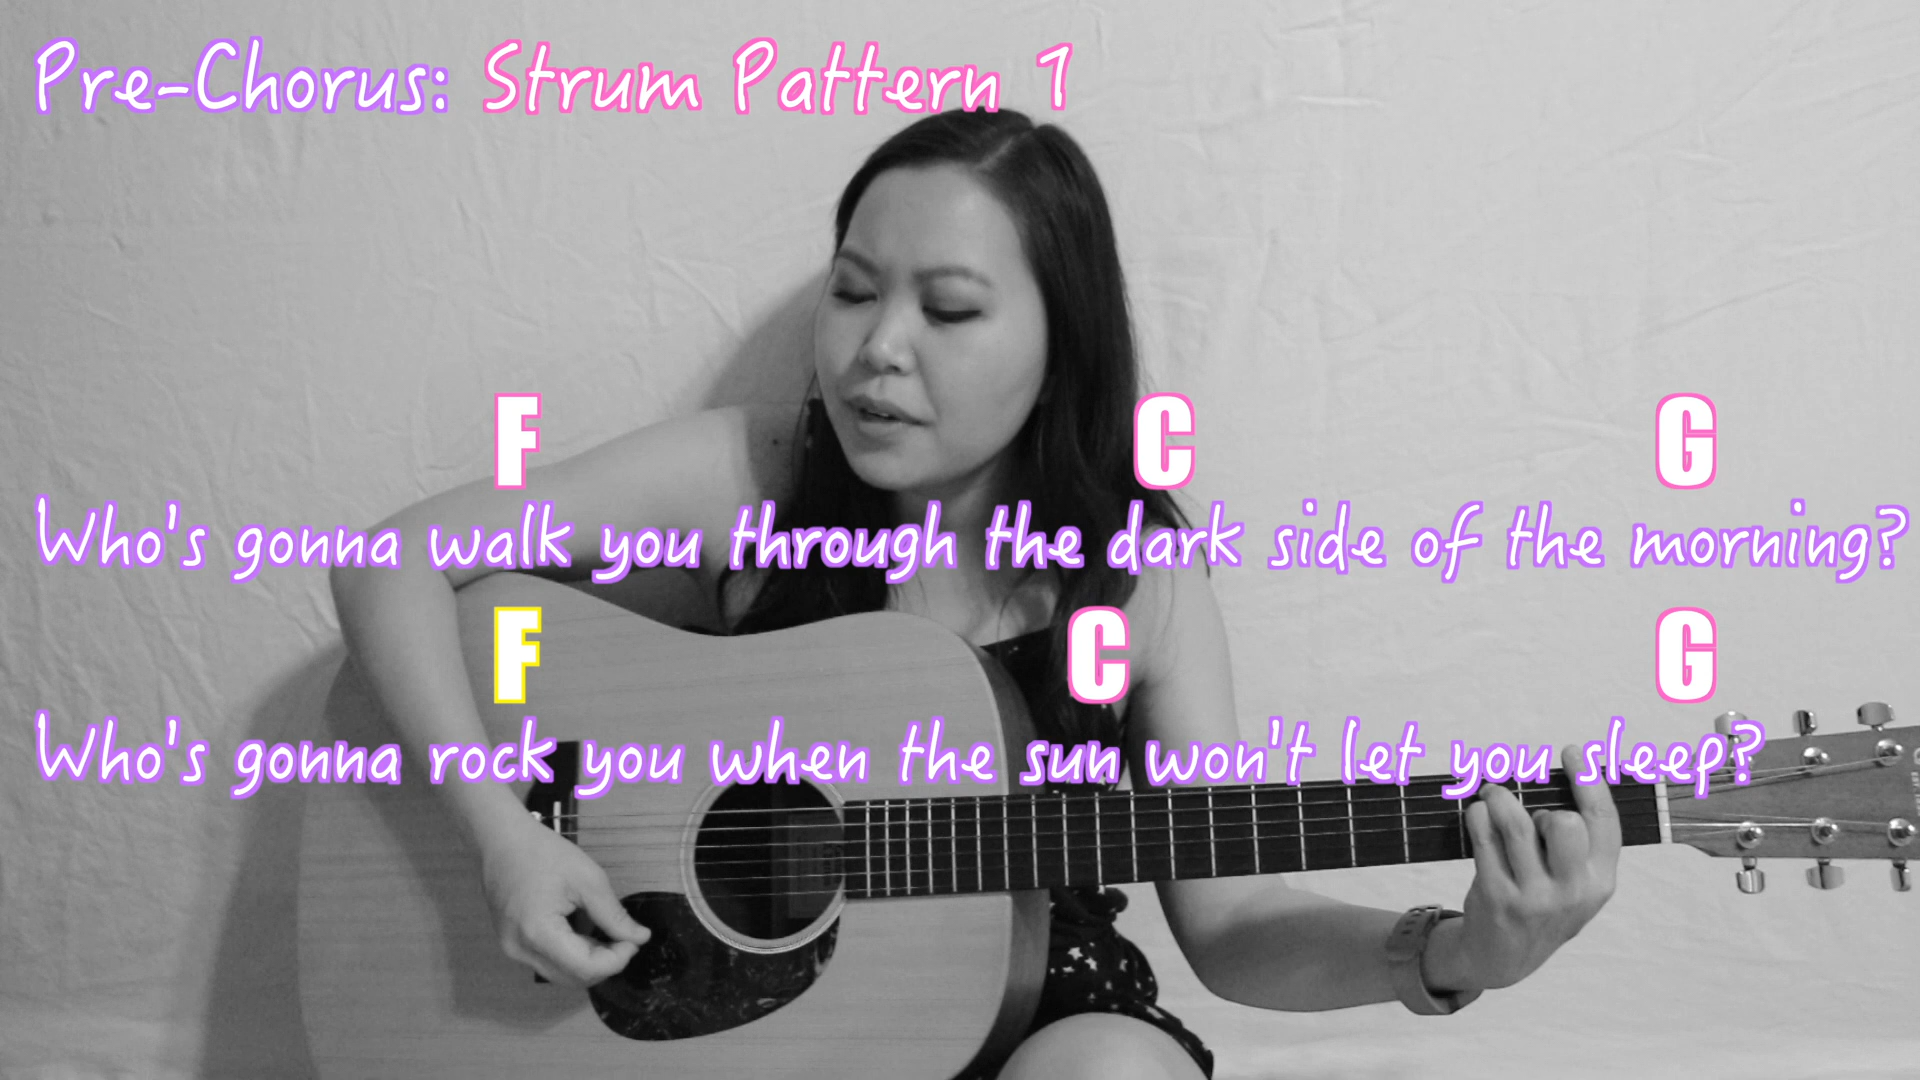 Pre-Chorus: Strum Pattern 1
F C G
Who's gonna walk you through the dark side of the morning?
F C G
Who's gonna rock you when the sun won't let you sleep?